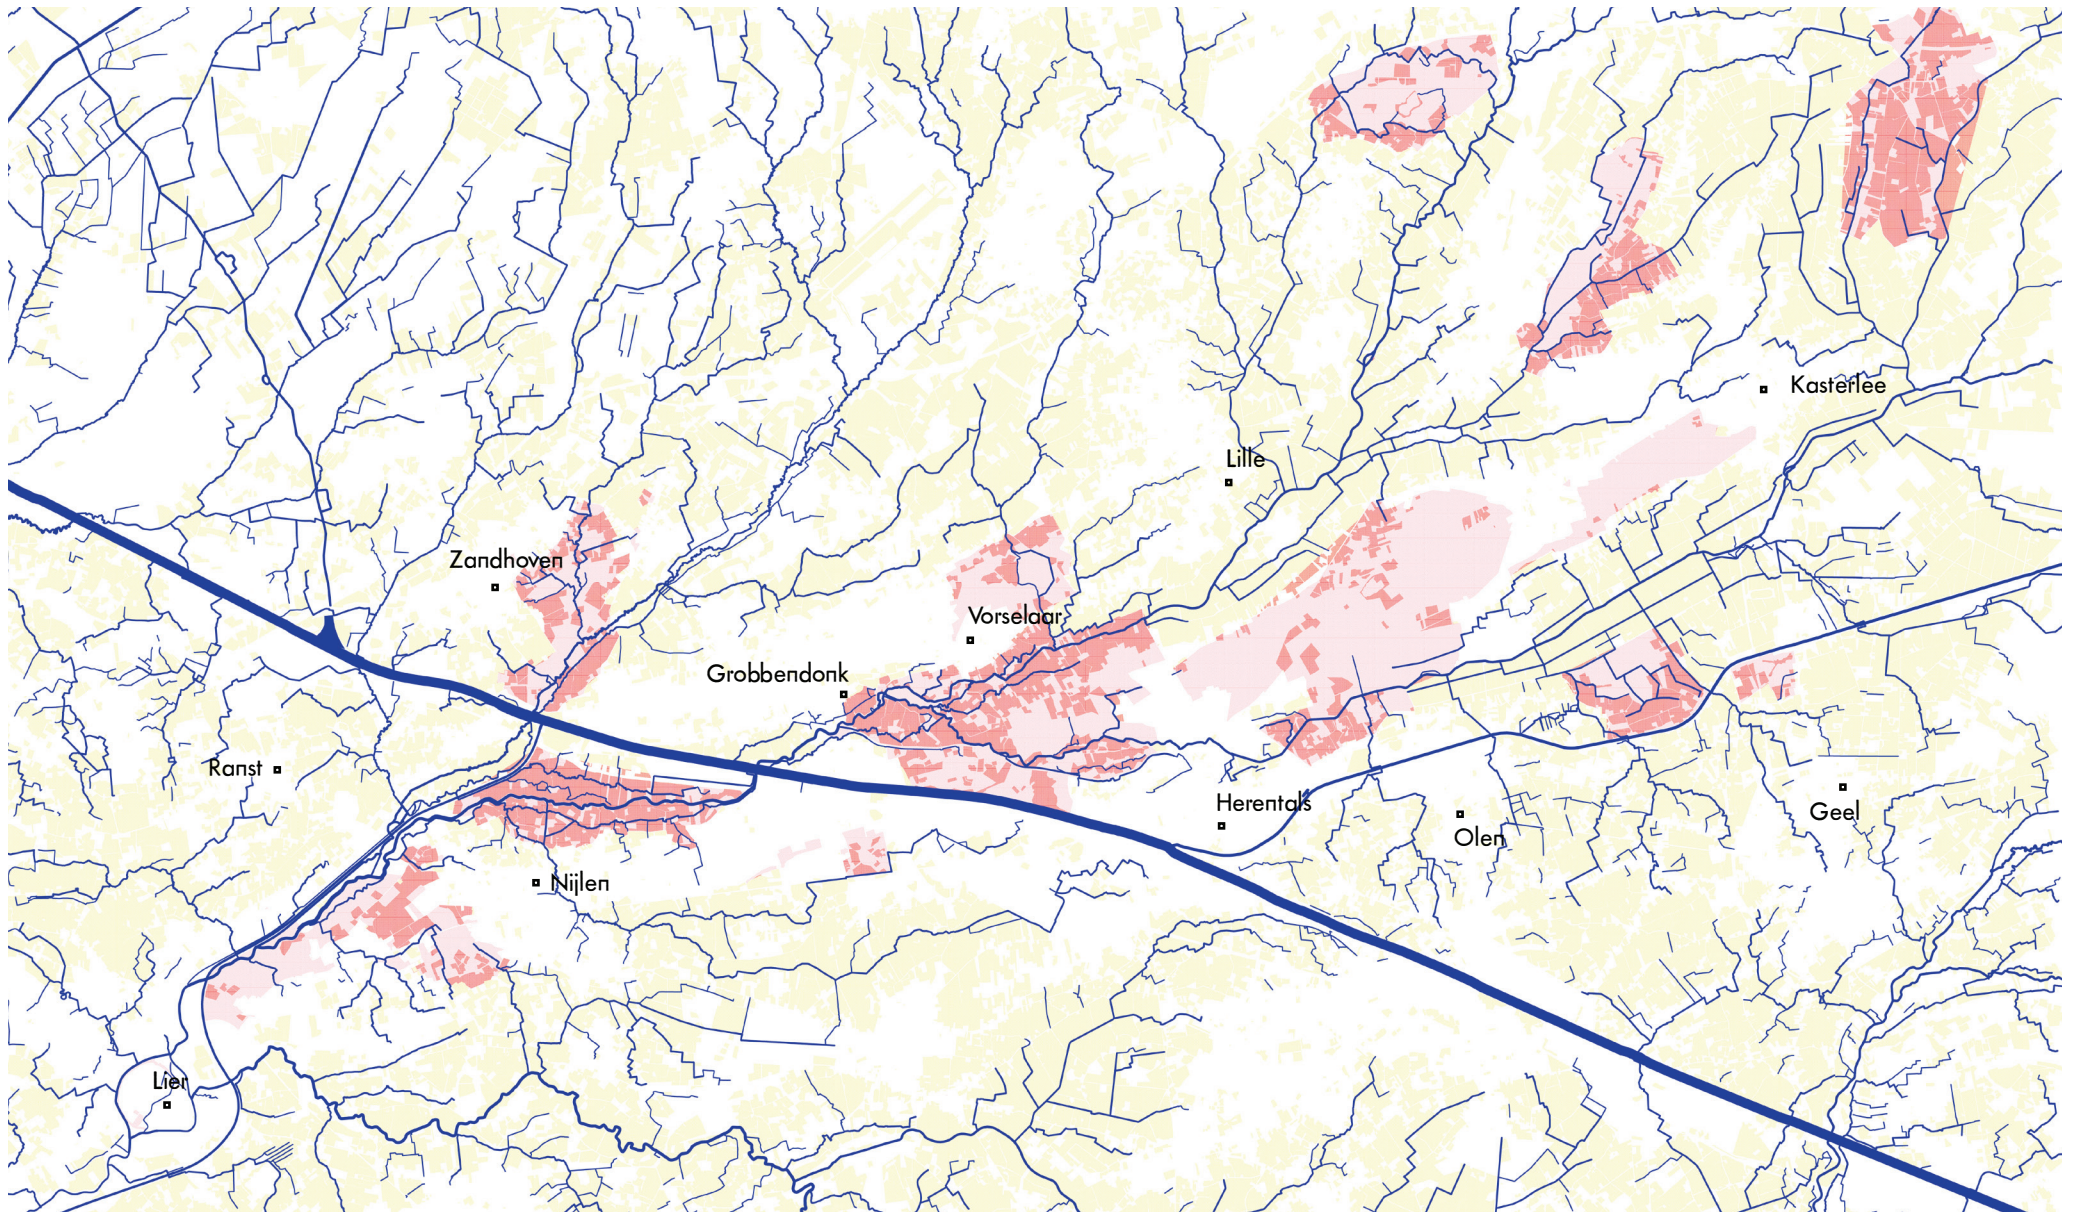 Kasterlee
Lille
Zandhoven
Vorselaar
Grobbendonk
Ranst
Herentals
Geel
Olen
Nijlen
Lier